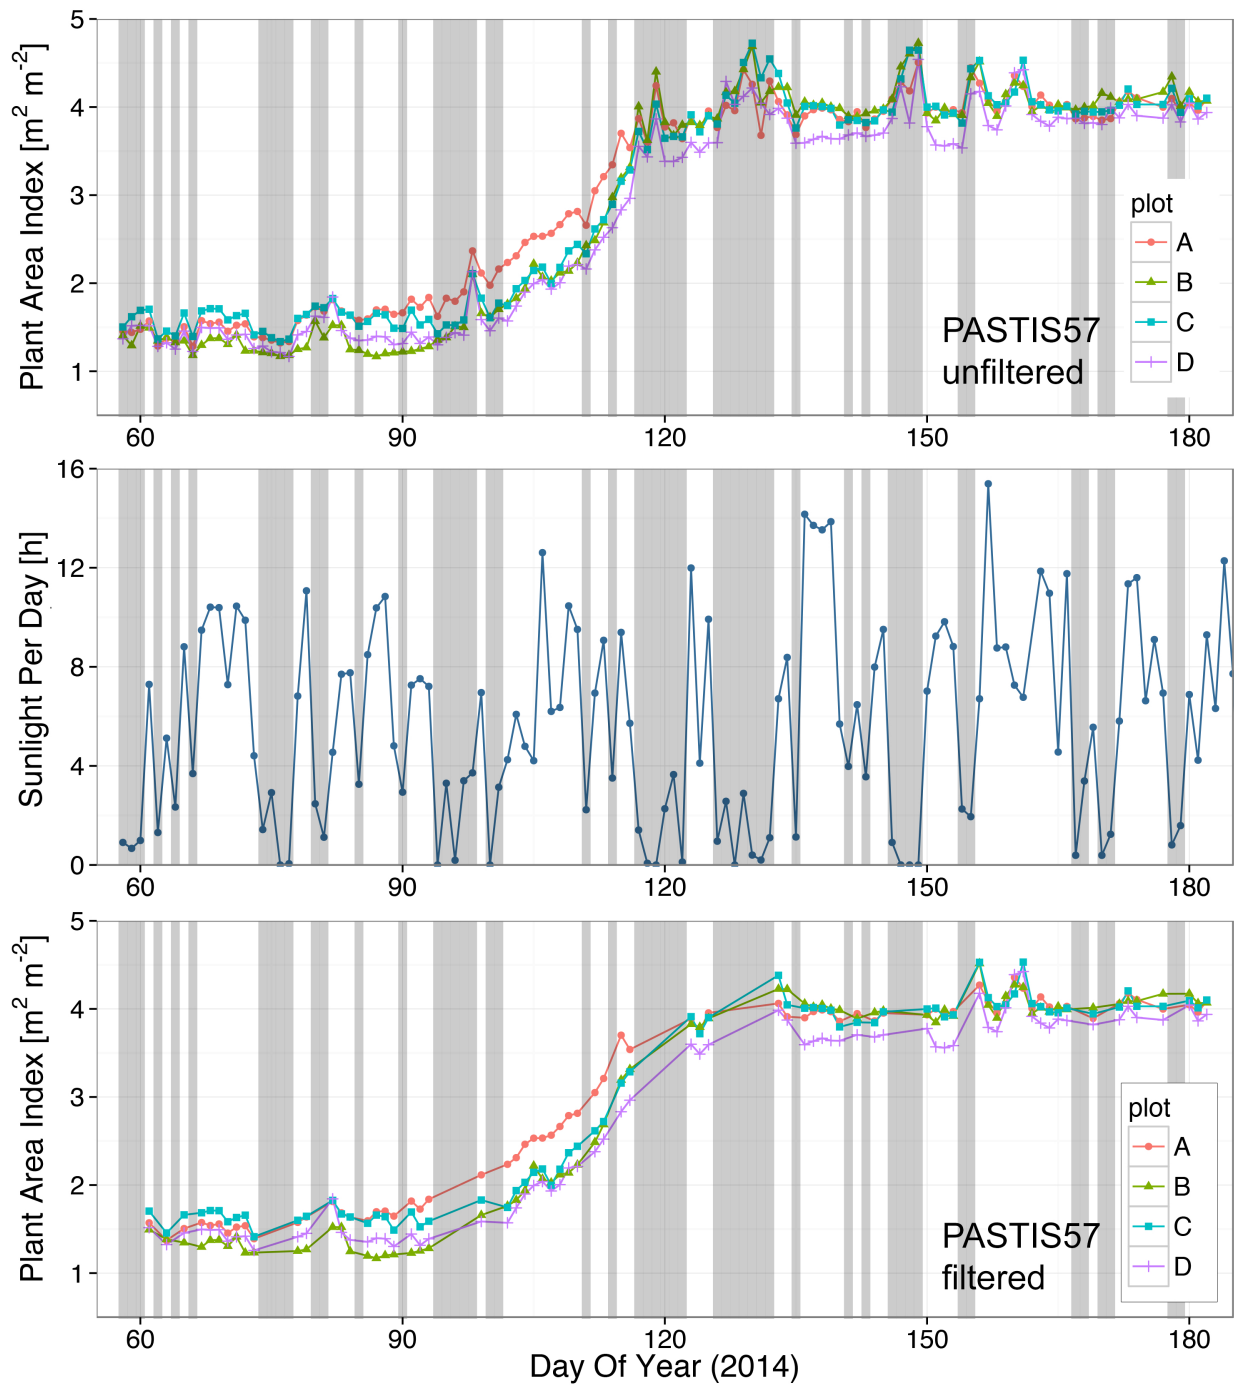 5
4
3
2
1
Plant Area Index [m² m⁻²]
plot
A
B
C
D
PASTIS57
unfiltered
60 90 120 150 180
16
12
8
4
0
Sunlight Per Day [h]
60 90 120 150 180
5
4
3
2
1
Plant Area Index [m² m⁻²]
plot
A
B
C
D
PASTIS57
filtered
60 90 120 150 180
Day Of Year (2014)